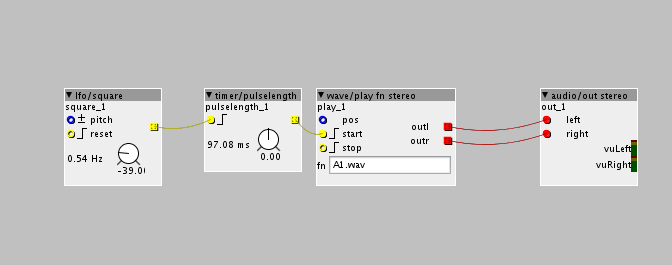 lfo/square
square_1
± pitch
reset
0.54 Hz
-39.0
timer/pulselength
pulselength_1
97.08 ms
0.00
wave/play fn stereo
play_1
pos
outl
start
outr
stop
fn A1.wav
audio/out stereo
out_1
left
right
vuLeft
vuRight